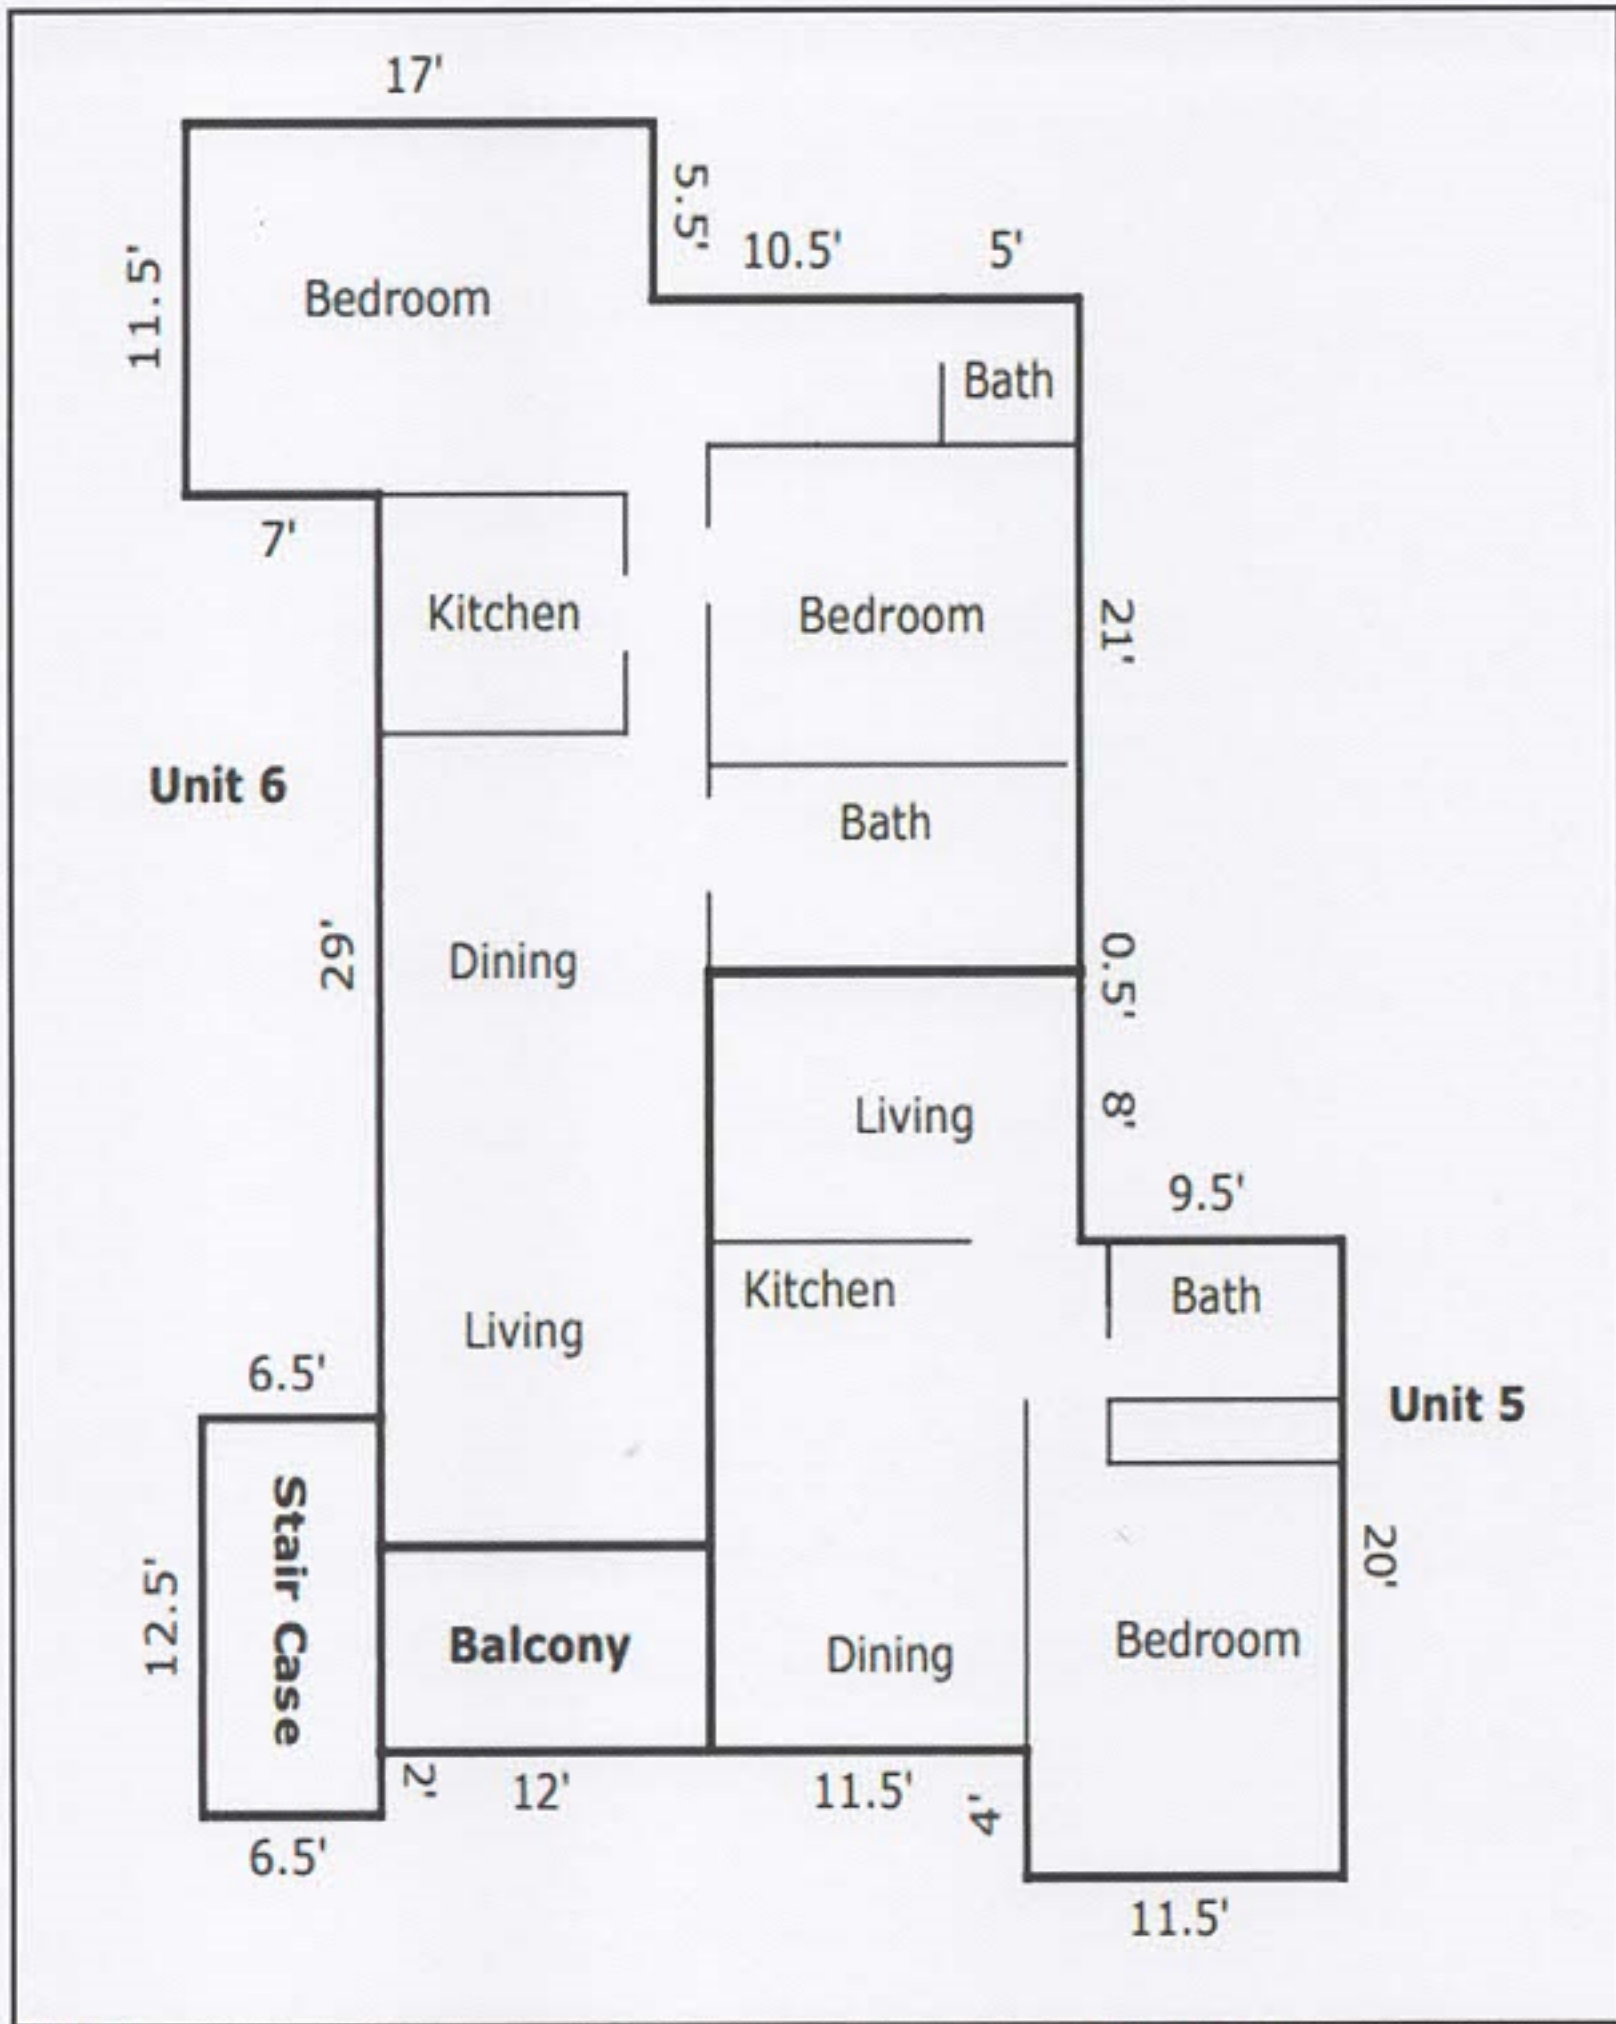 17'
5.5'
10.5' 5'
11.5'
Bedroom
Bath
7'
Kitchen
Bedroom
21'
Unit 6
Bath
29'
Dining
0.5'
Living
8'
9.5'
Kitchen
Bath
Living
6.5'
Unit 5
Stair Case
12.5'
20'
Balcony
Dining
Bedroom
2'
12'
11.5'
4'
6.5'
11.5'